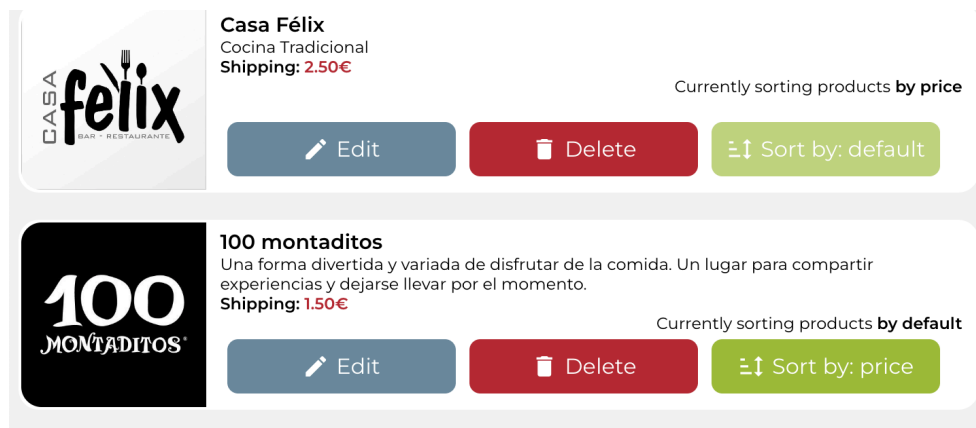 Casa Félix
Cocina Tradicional
Shipping: 2.50€
CASA
felix
BAR - RESTAURANTE
Currently sorting products by price
Edit
Delete
Sort by: default
100 montaditos
Una forma divertida y variada de disfrutar de la comida. Un lugar para compartir
experiencias y dejarse llevar por el momento.
Shipping: 1.50€
100
MONTADITOS
Currently sorting products by default
Edit
Delete
Sort by: price